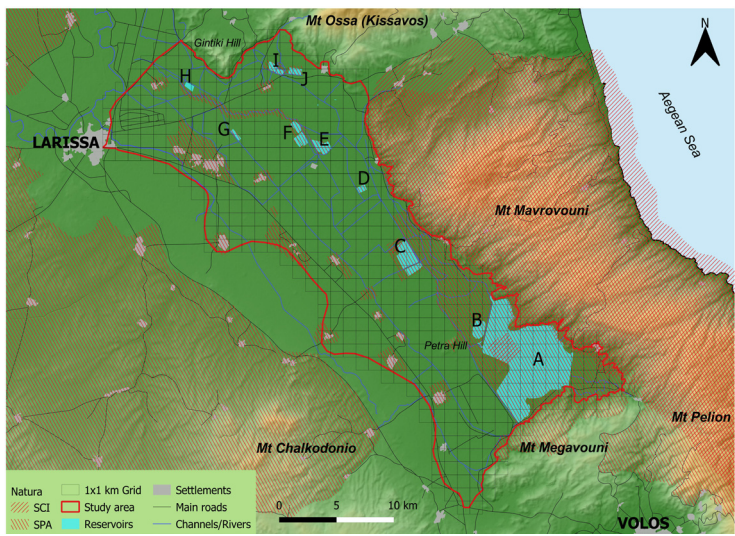 Mt Ossa (Kissavos)
N
Gintiki Hill
I
J
H
Aegean Sea
G
F
E
LARISSA
D
Mt Mavrovouni
C
B
Petra Hill
A
Mt Pelion
Mt Chalkodonio
Mt Megavouni
Natura
SCI
SPA
1x1 km Grid
Study area
Reservoirs
Settlements
Main roads
Channels/Rivers
0 5 10 km
VOLOS